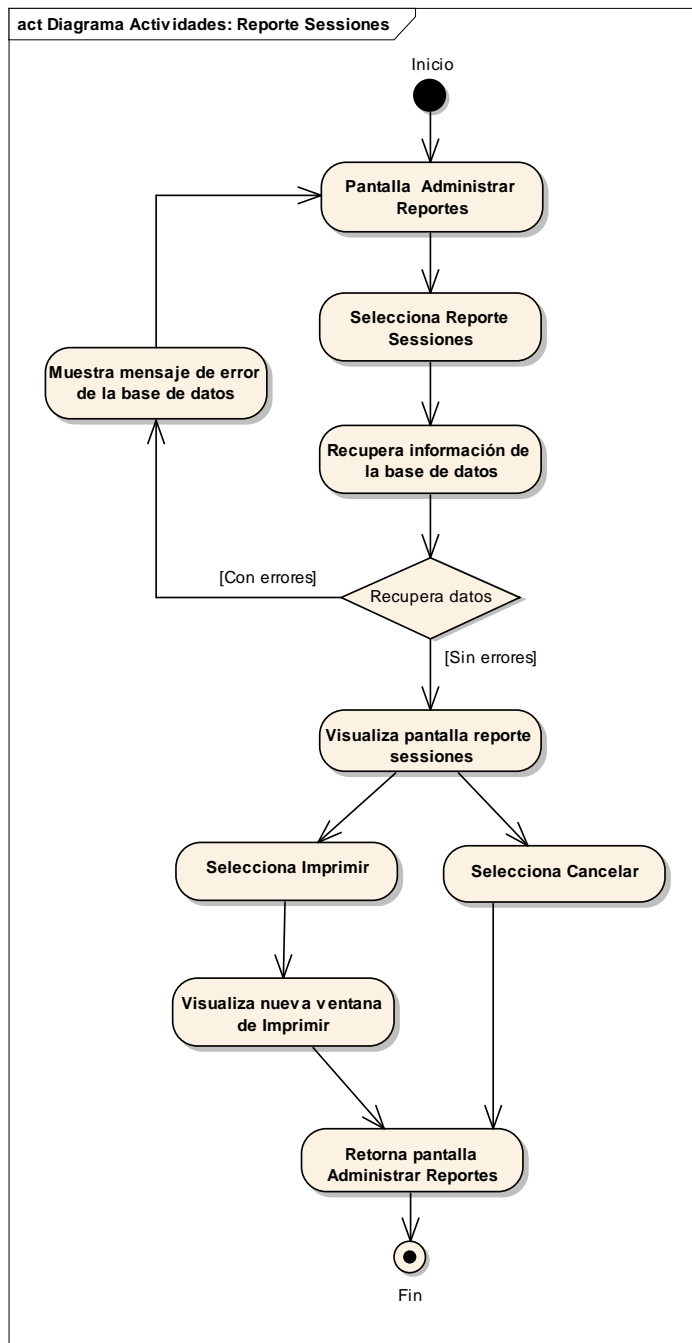 act Diagrama Actividades: Reporte Sessiones
Inicio
Pantalla Administrar
Reportes
Selecciona Reporte
Sessiones
Muestra mensaje de error
de la base de datos
Recupera información de
la base de datos
[Con errores]
Recupera datos
[Sin errores]
Visualiza pantalla reporte
sessiones
Selecciona Imprimir
Selecciona Cancelar
Visualiza nueva ventana
de Imprimir
Retorna pantalla
Administrar Reportes
Fin